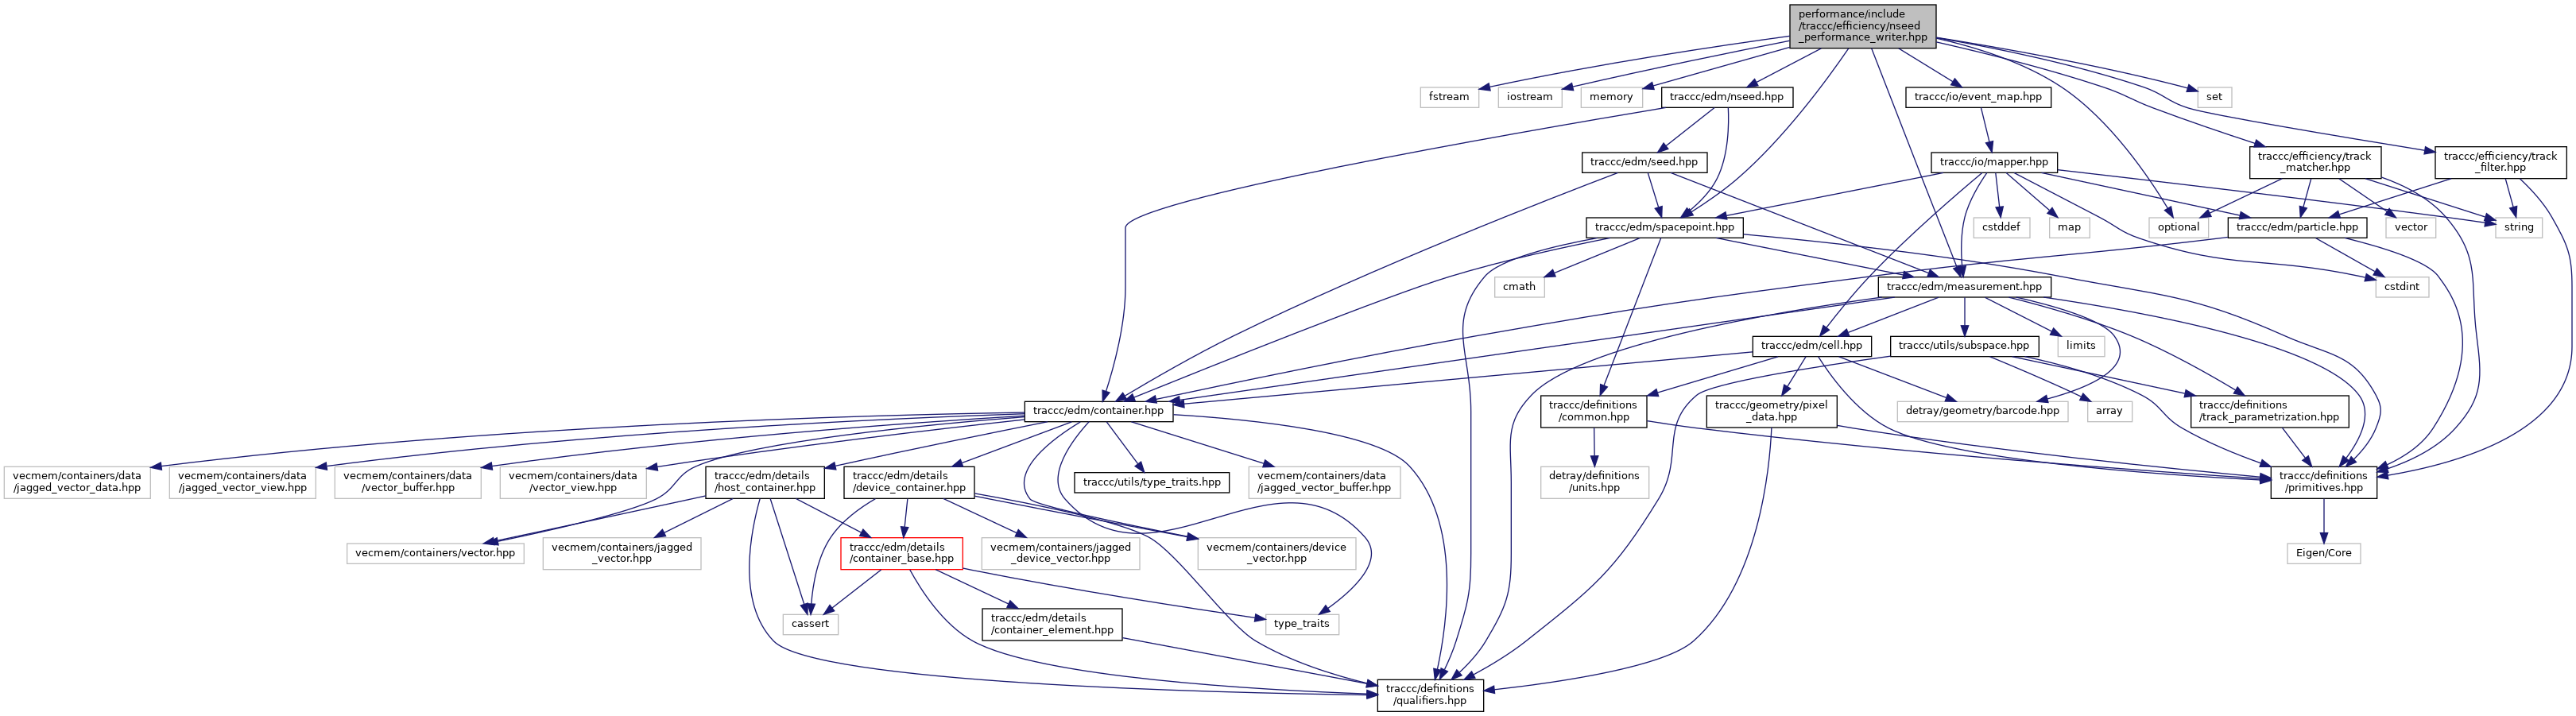 performance/include
/traccc/efficiency/nseed
_performance_writer.hpp
fstream
iostream
memory
traccc/edm/nseed.hpp
traccc/io/event_map.hpp
set
traccc/edm/seed.hpp
traccc/io/mapper.hpp
traccc/efficiency/track
_matcher.hpp
traccc/efficiency/track
_filter.hpp
traccc/edm/spacepoint.hpp
cstddef
map
optional
traccc/edm/particle.hpp
vector
string
cmath
traccc/edm/measurement.hpp
cstdint
traccc/edm/cell.hpp
traccc/utils/subspace.hpp
limits
traccc/edm/container.hpp
traccc/definitions
/common.hpp
traccc/geometry/pixel
_data.hpp
detray/geometry/barcode.hpp
array
traccc/definitions
/track_parametrization.hpp
vecmem/containers/data
/jagged_vector_data.hpp
vecmem/containers/data
/jagged_vector_view.hpp
vecmem/containers/data
/vector_buffer.hpp
vecmem/containers/data
/vector_view.hpp
traccc/edm/details
/host_container.hpp
traccc/edm/details
/device_container.hpp
traccc/utils/type_traits.hpp
vecmem/containers/data
/jagged_vector_buffer.hpp
detray/definitions
/units.hpp
traccc/definitions
/primitives.hpp
vecmem/containers/vector.hpp
vecmem/containers/jagged
_vector.hpp
traccc/edm/details
/container_base.hpp
vecmem/containers/jagged
_device_vector.hpp
vecmem/containers/device
_vector.hpp
Eigen/Core
cassert
traccc/edm/details
/container_element.hpp
type_traits
traccc/definitions
/qualifiers.hpp